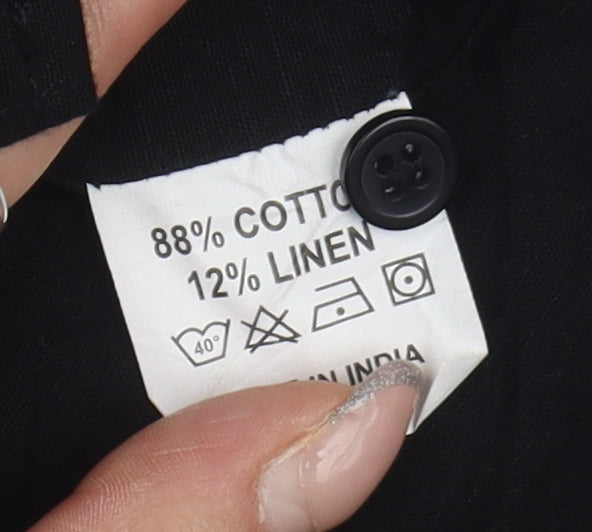 88% COTTO
12% LINEN
40°
IN INDIA